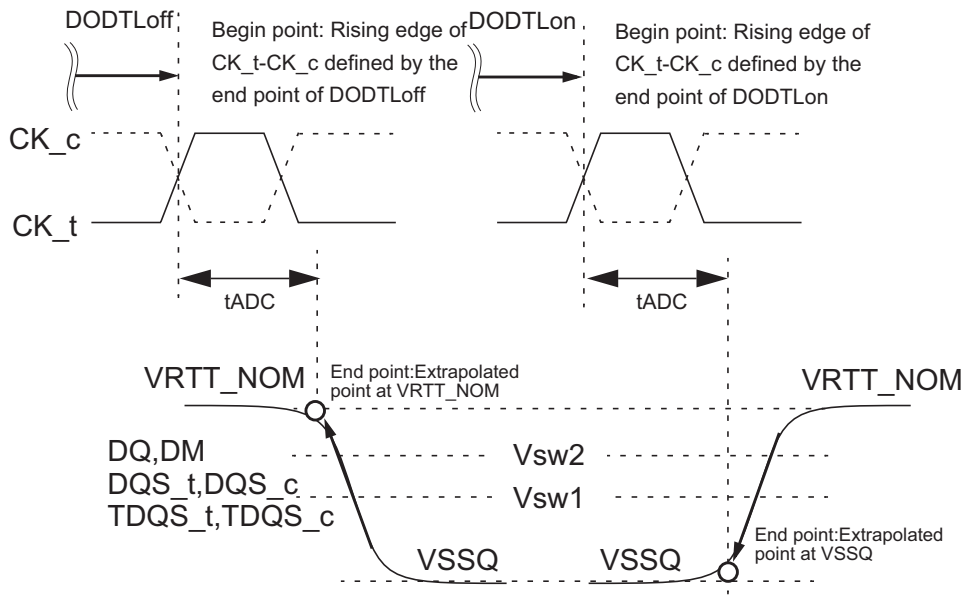 DODTLoff
Begin point: Rising edge of
CK_t-CK_c defined by the
end point of DODTLoff
DODTLon
Begin point: Rising edge of
CK_t-CK_c defined by the
end point of DODTLon
CK_c
CK_t
tADC
tADC
VRTT_NOM
End point:Extrapolated
point at VRTT_NOM
VRTT_NOM
DQ,DM
DQS_t,DQS_c
TDQS_t,TDQS_c
Vsw2
Vsw1
VSSQ
VSSQ
End point:Extrapolated
point at VSSQ